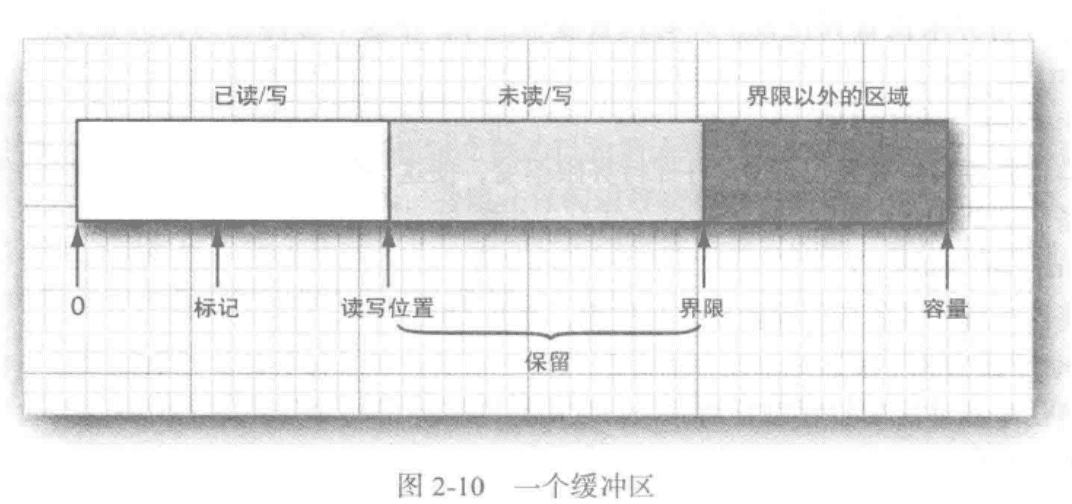 已读/写 未读/写 界限以外的区域
0 标记 读写位置 界限 容量
保留
图 2-10 一个缓冲区